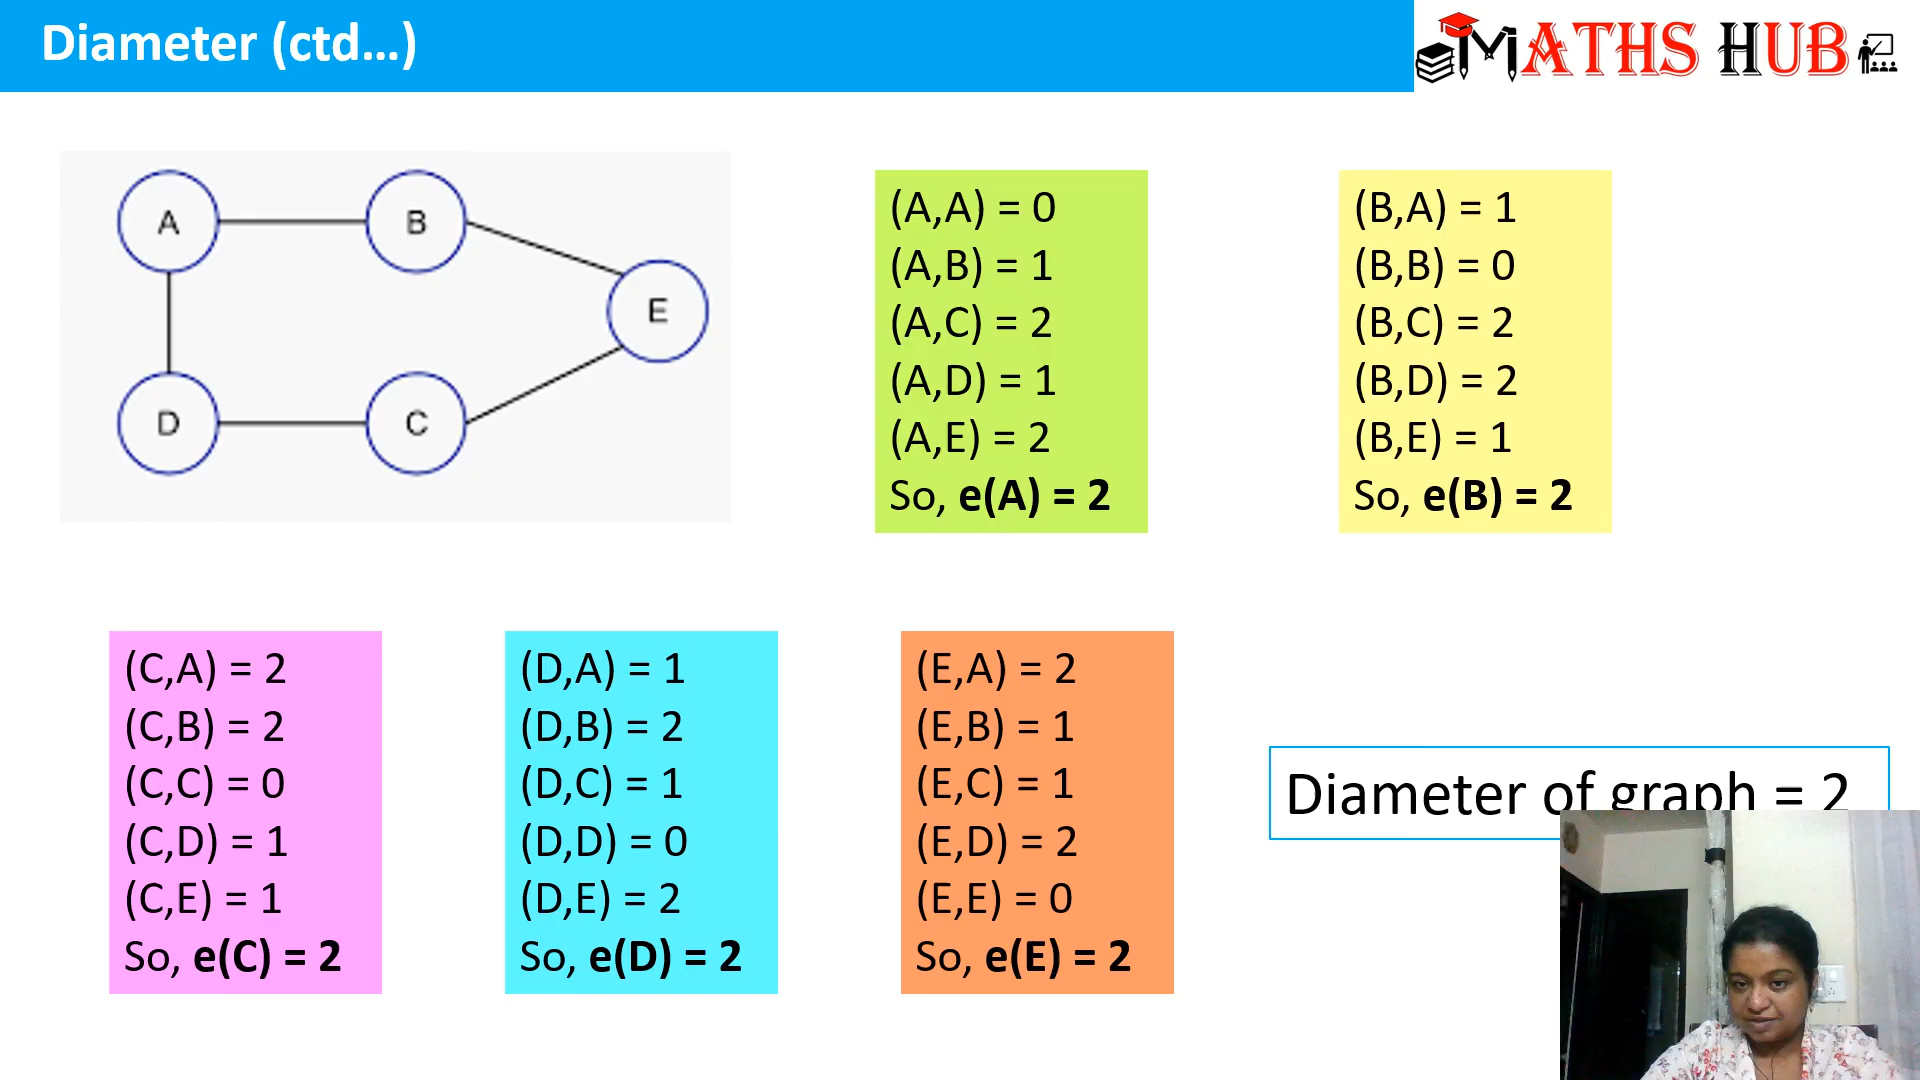 Diameter (ctd...)
MATHS HUB
A
B
E
D
C
(A,A) = 0
(A,B) = 1
(A,C) = 2
(A,D) = 1
(A,E) = 2
So, e(A) = 2
(B,A) = 1
(B,B) = 0
(B,C) = 2
(B,D) = 2
(B,E) = 1
So, e(B) = 2
(C,A) = 2
(C,B) = 2
(C,C) = 0
(C,D) = 1
(C,E) = 1
So, e(C) = 2
(D,A) = 1
(D,B) = 2
(D,C) = 1
(D,D) = 0
(D,E) = 2
So, e(D) = 2
(E,A) = 2
(E,B) = 1
(E,C) = 1
(E,D) = 2
(E,E) = 0
So, e(E) = 2
Diameter of graph = 2